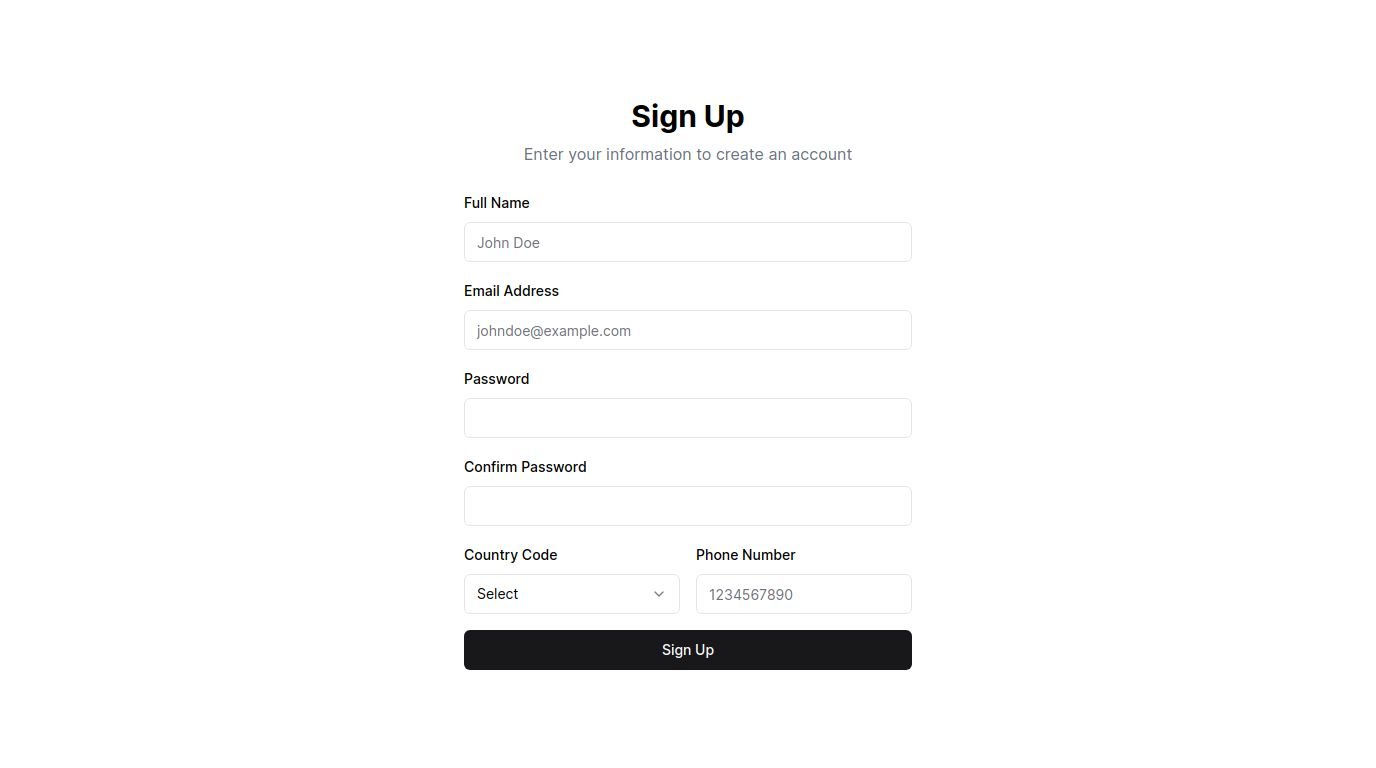 Sign Up
Enter your information to create an account
Full Name
John Doe
Email Address
johndoe@example.com
Password
Confirm Password
Country Code
Phone Number
Select
1234567890
Sign Up